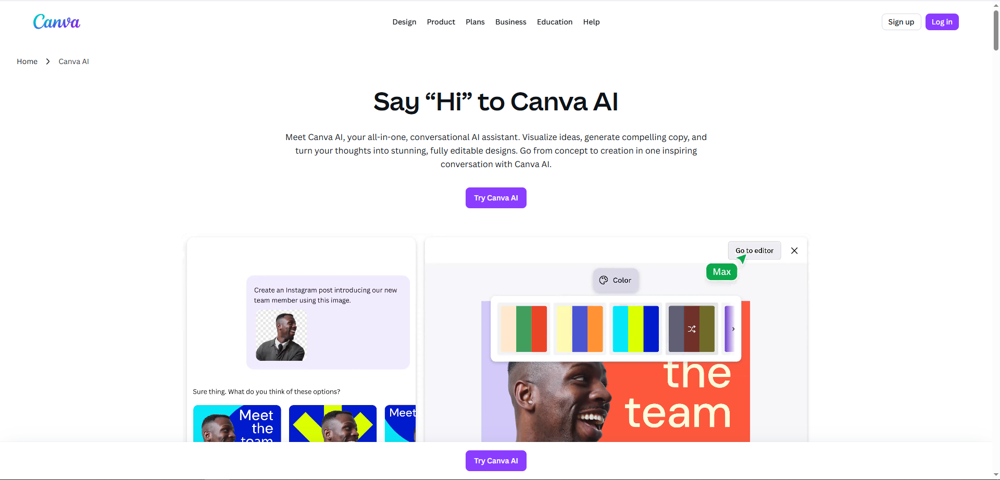 Canva
Design Product Plans Business Education Help
Sign up Log in
Home Canva AI
Say “Hi” to Canva AI
Meet Canva AI, your all-in-one, conversational AI assistant. Visualize ideas, generate compelling copy, and
turn your thoughts into stunning, fully editable designs. Go from concept to creation in one inspiring
conversation with Canva AI.
Try Canva AI
Create an Instagram post introducing our new
team member using this image.
Sure thing. What do you think of these options?
Meet
the
team
Meet
Go to editor
Max
Color
the
team
Try Canva AI